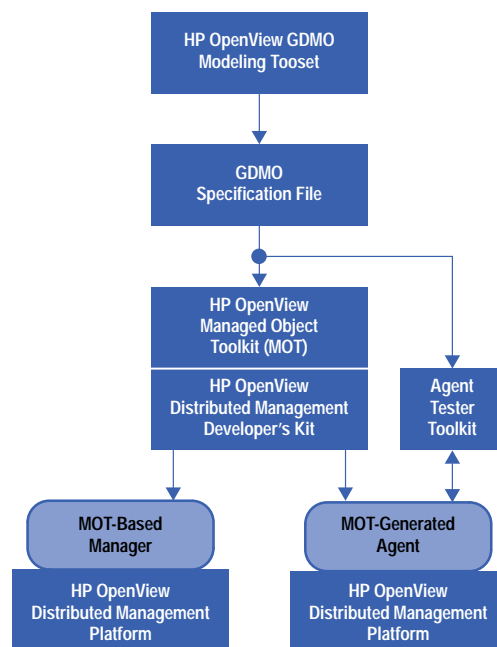 HP OpenView GDMO
Modeling Tooset
GDMO
Specification File
HP OpenView
Managed Object
Toolkit (MOT)
HP OpenView
Distributed Management
Developer's Kit
Agent
Tester
Toolkit
MOT-Based
Manager
HP OpenView
Distributed Management
Platform
MOT-Generated
Agent
HP OpenView
Distributed Management
Platform